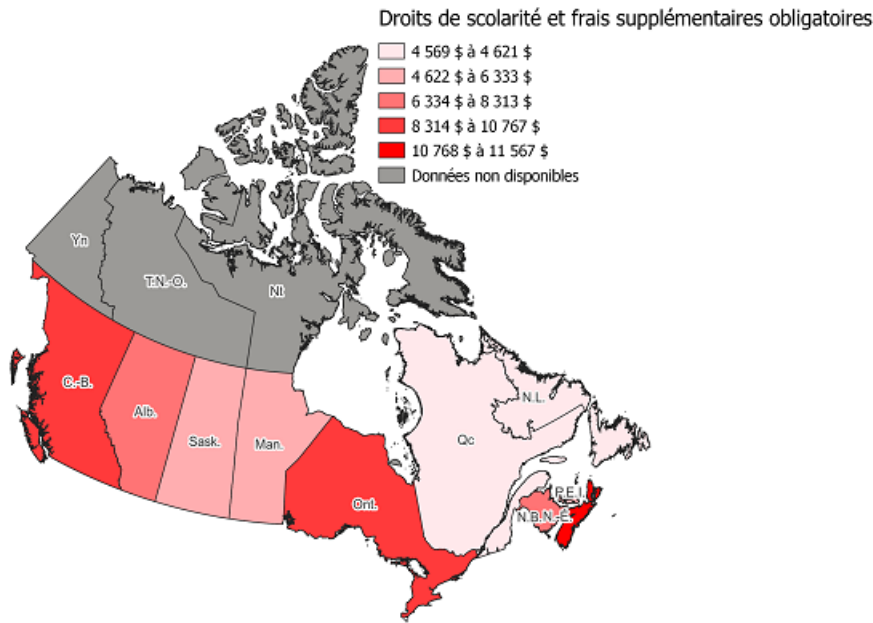 Droits de scolarité et frais supplémentaires obligatoires
4 569 $ à 4 621 $
4 622 $ à 6 333 $
6 334 $ à 8 313 $
8 314 $ à 10 767 $
10 768 $ à 11 567 $
Données non disponibles
Yn
T.N.-O.
Nt
C.-B.
Alb.
Sask.
Man.
Ont.
Qc
N.L.
P.E.I.
N.B.
N.-É.